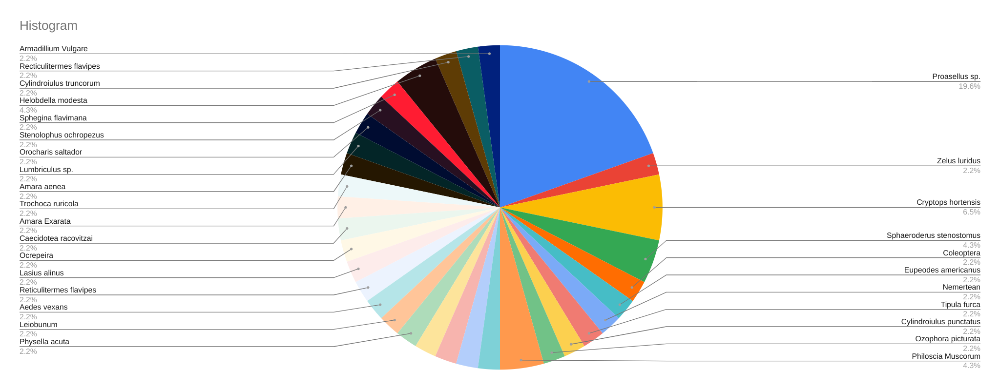 Histogram
Armadillium Vulgare
2.2%
Recticulitermes flavipes
2.2%
Cylindroiulus truncorum
2.2%
Helobdella modesta
4.3%
Sphegina flavimana
2.2%
Stenolophus ochropezus
2.2%
Orocharis saltador
2.2%
Lumbriculus sp.
2.2%
Amara aenea
2.2%
Trochoca ruricola
2.2%
Amara Exarata
2.2%
Caecidotea racovitzai
2.2%
Ocrepeira
2.2%
Lasius alinus
2.2%
Reticulitermes flavipes
2.2%
Aedes vexans
2.2%
Leiobunum
2.2%
Physella acuta
2.2%
Proasellus sp.
19.6%
Zelus luridus
2.2%
Cryptops hortensis
6.5%
Sphaeroderus stenostomus
4.3%
Coleoptera
2.2%
Eupeodes americanus
2.2%
Nemertean
2.2%
Tipula furca
2.2%
Cylindroiulus punctatus
2.2%
Ozophora picturata
2.2%
Philoscia Muscorum
4.3%